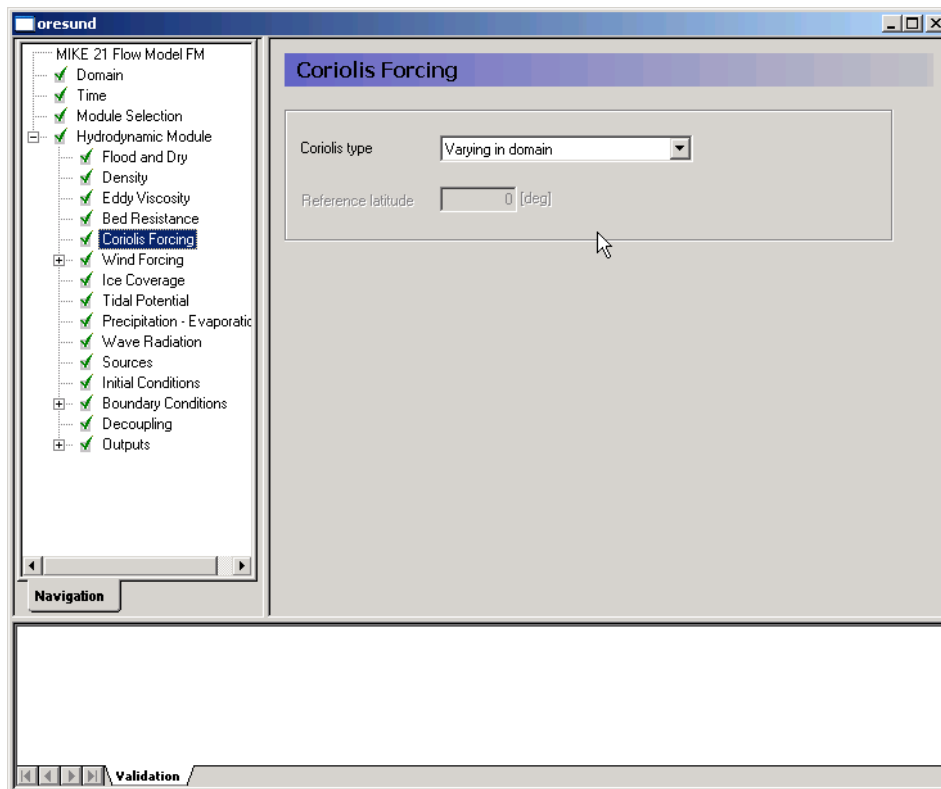 oresund
MIKE 21 Flow Model FM
Domain
Time
Module Selection
Hydrodynamic Module
Flood and Dry
Density
Eddy Viscosity
Bed Resistance
Coriolis Forcing
Wind Forcing
Ice Coverage
Tidal Potential
Precipitation - Evaporatic
Wave Radiation
Sources
Initial Conditions
Boundary Conditions
Decoupling
Outputs
Navigation
Coriolis Forcing
Coriolis type Varying in domain
Reference latitude 0 [deg]
Validation